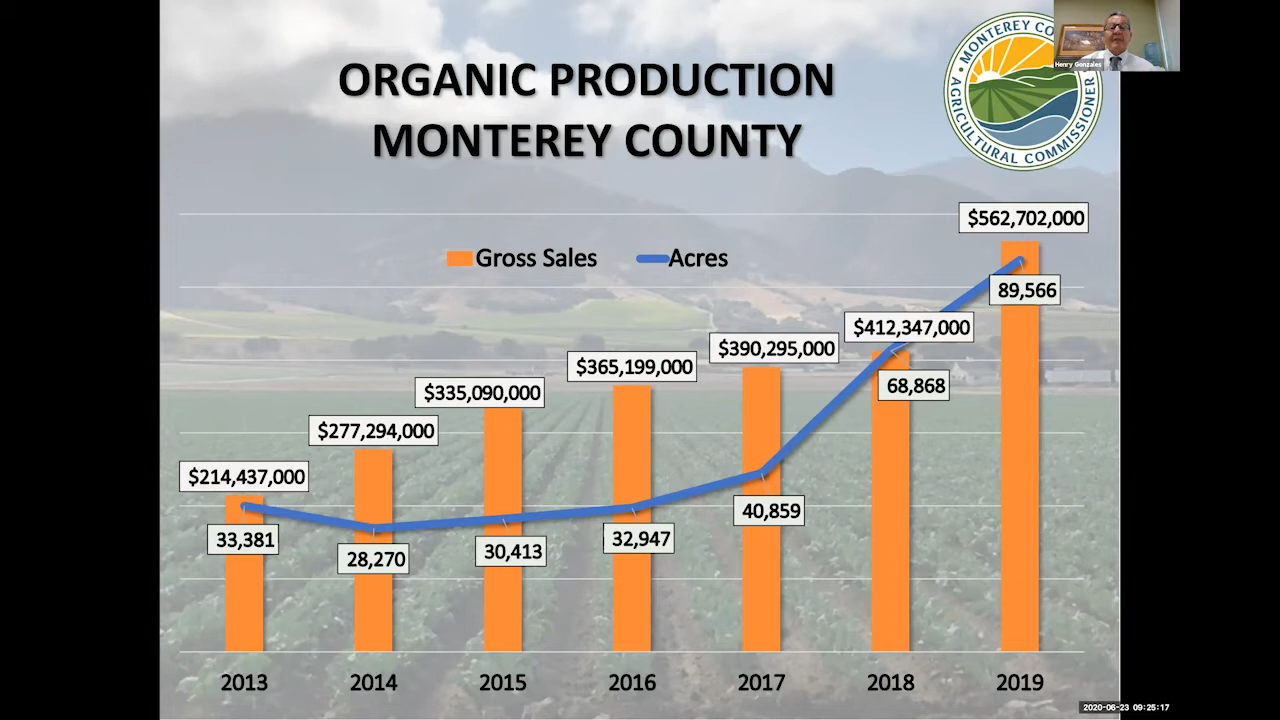 ORGANIC PRODUCTION
MONTEREY COUNTY
MONTEREY
AGRICULTURAL COMMISSIONER
Henry Gonzales
Gross Sales
Acres
$562,702,000
89,566
$412,347,000
68,868
$390,295,000
40,859
$365,199,000
32,947
$335,090,000
30,413
$277,294,000
28,270
$214,437,000
33,381
2013 2014 2015 2016 2017 2018 2019
2020-06-23 09:25:17